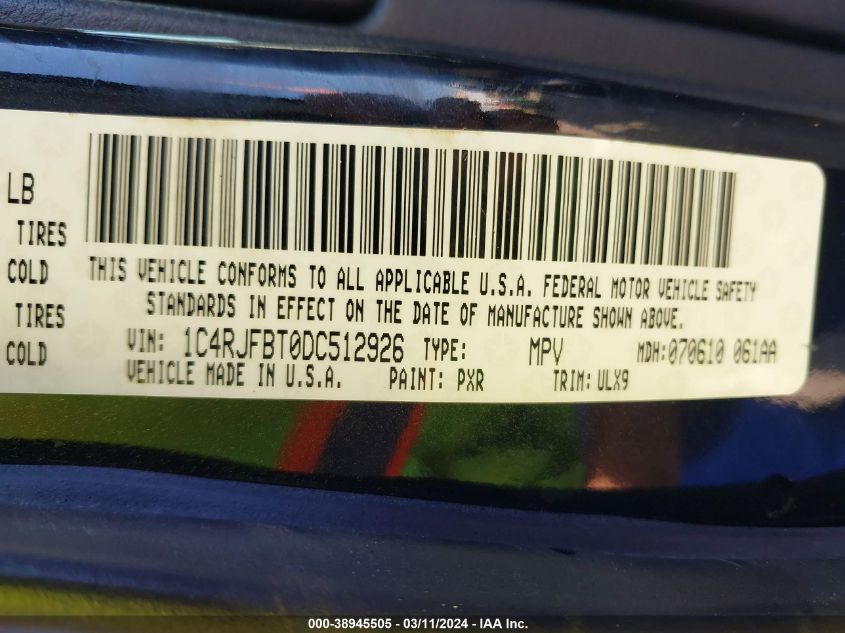 LB
TIRES
COLD
TIRES
COLD
THIS VEHICLE CONFORMS TO ALL APPLICABLE U.S.A. FEDERAL MOTOR VEHICLE SAFETY
STANDARDS IN EFFECT ON THE DATE OF MANUFACTURE SHOWN ABOVE.
VIN: 1C4RJFBT0DC512926 TYPE: MPV MDH:070610 061AA
VEHICLE MADE IN U.S.A. PAINT: PXR TRIM: ULX9
000-38945505 - 03/11/2024 - IAA Inc.